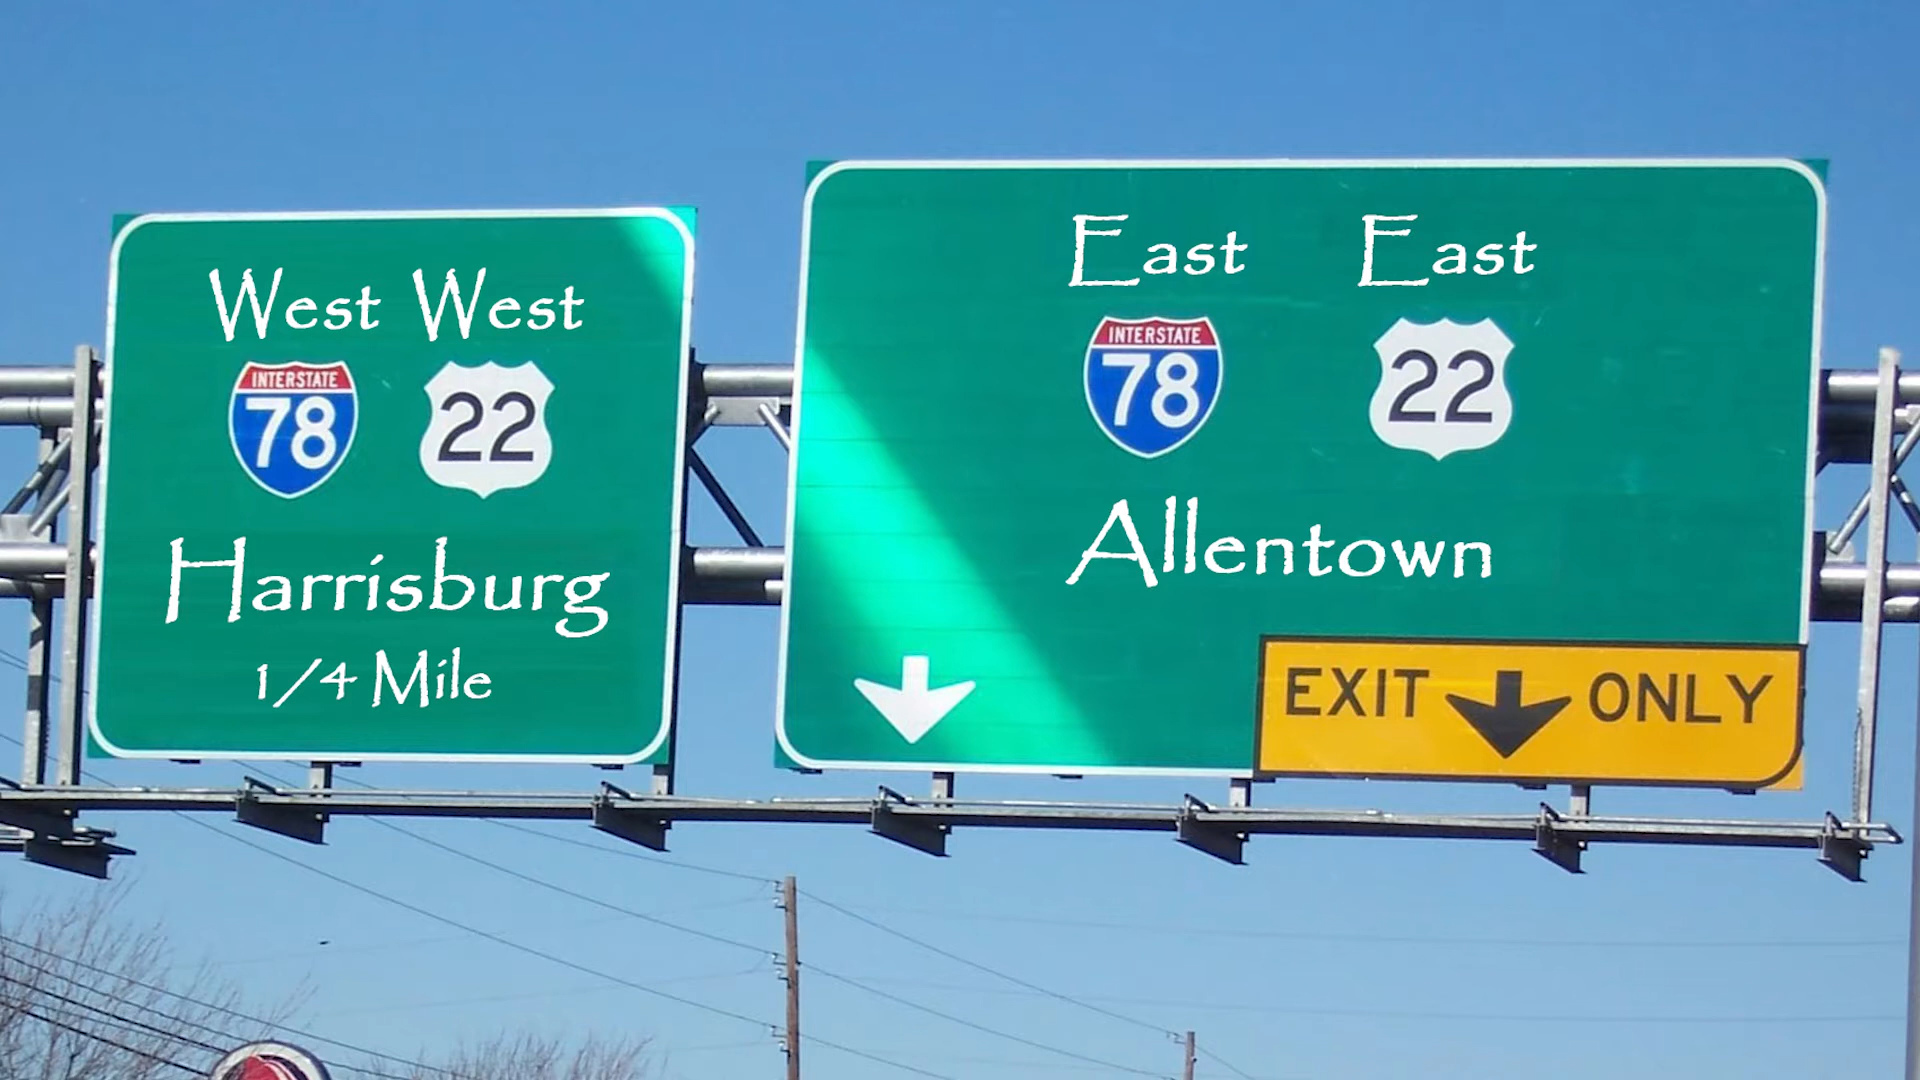 West West
INTERSTATE
78 22
Harrisburg
1/4 Mile
East East
INTERSTATE
78 22
Allentown
EXIT ONLY